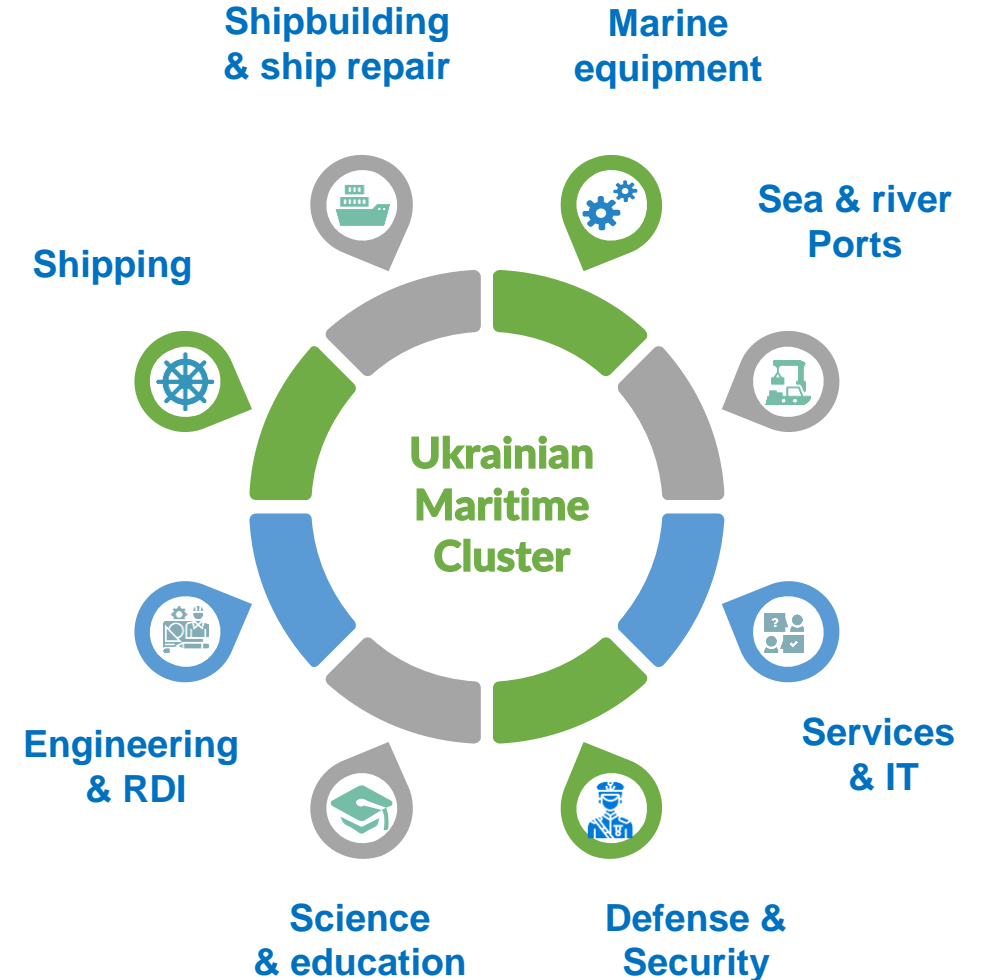 Shipbuilding
& ship repair
Marine
equipment
Sea & river
Ports
Shipping
Ukrainian
Maritime
Cluster
Engineering
& RDI
Services
& IT
Science
& education
Defense &
Security